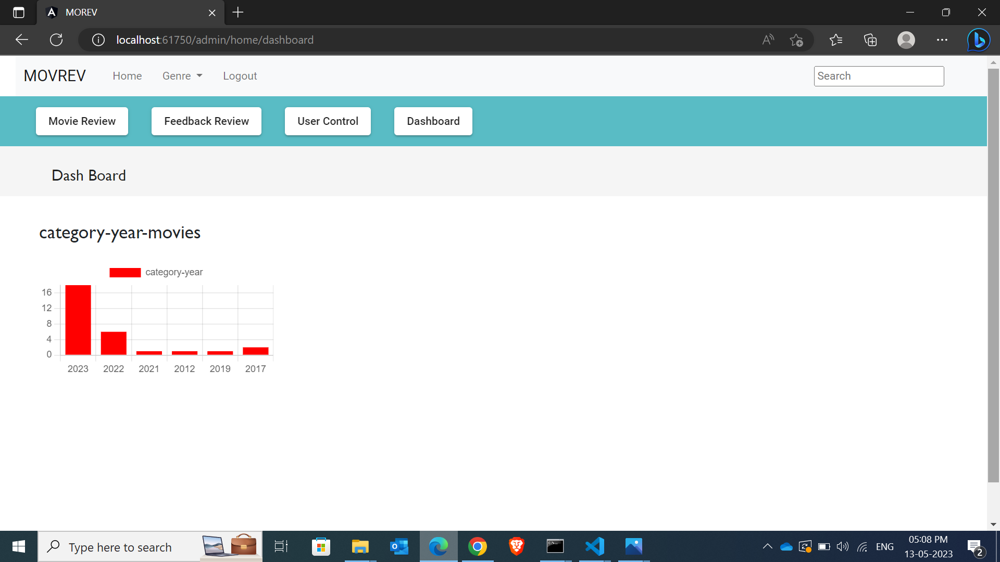 MOREV
localhost:61750/admin/home/dashboard
MOVREV Home Genre Logout Search
Movie Review Feedback Review User Control Dashboard
Dash Board
category-year-movies
category-year
16
12
8
4
0
2023 2022 2021 2012 2019 2017
Type here to search
ENG
05:08 PM
13-05-2023
2